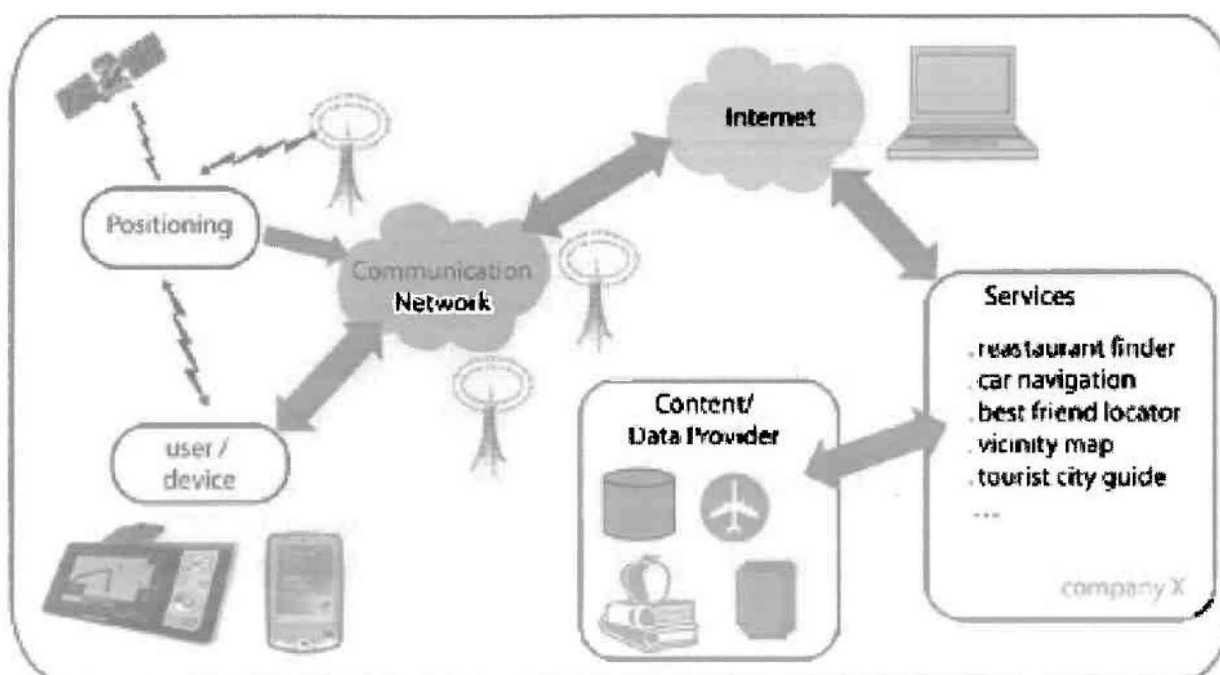 Internet
Positioning
Communication
Network
Services
. reastaurant finder
. car navigation
. best friend locator
. vicinity map
. tourist city guide
...
Content/
Data Provider
user /
device
company X